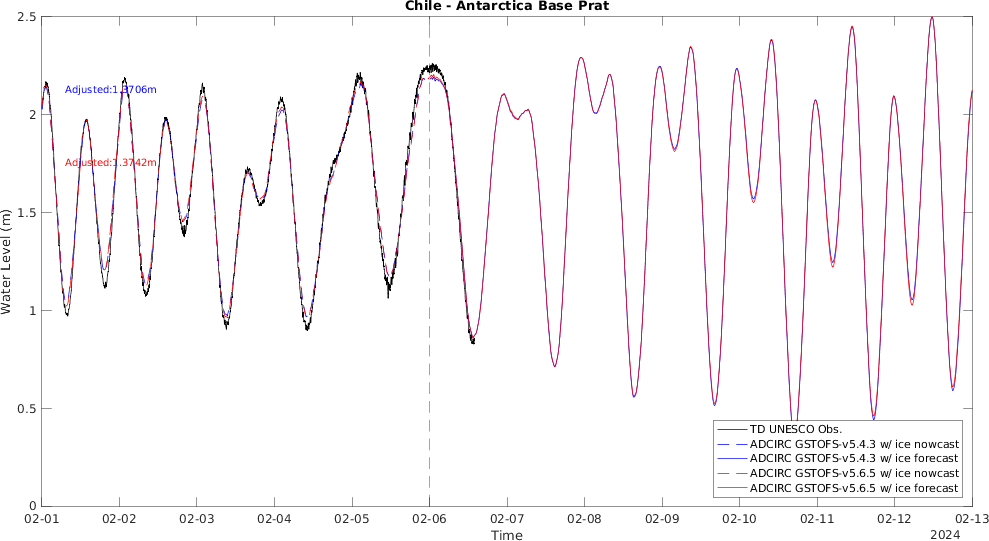 Chile - Antarctica Base Prat
2.5
2
1.5
1
0.5
0
Water Level (m)
Adjusted:1.3706m
Adjusted:1.3742m
TD UNESCO Obs.
ADCIRC GSTOFS-v5.4.3 w/ ice nowcast
ADCIRC GSTOFS-v5.4.3 w/ ice forecast
ADCIRC GSTOFS-v5.6.5 w/ ice nowcast
ADCIRC GSTOFS-v5.6.5 w/ ice forecast
02-01 02-02 02-03 02-04 02-05 02-06 02-07 02-08 02-09 02-10 02-11 02-12 02-13
Time
2024